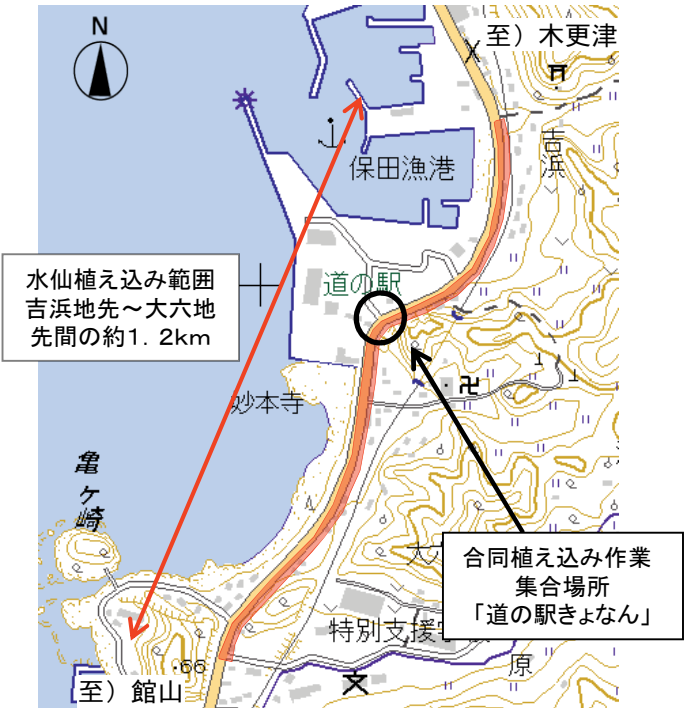 N
至）木更津
吉浜
保田漁港
水仙植え込み範囲
吉浜地先～大六地
先間の約1．2km
道の駅
妙本寺
亀ヶ崎
合同植え込み作業
集合場所
「道の駅きょなん」
特別支援学
原
・66
至）館山